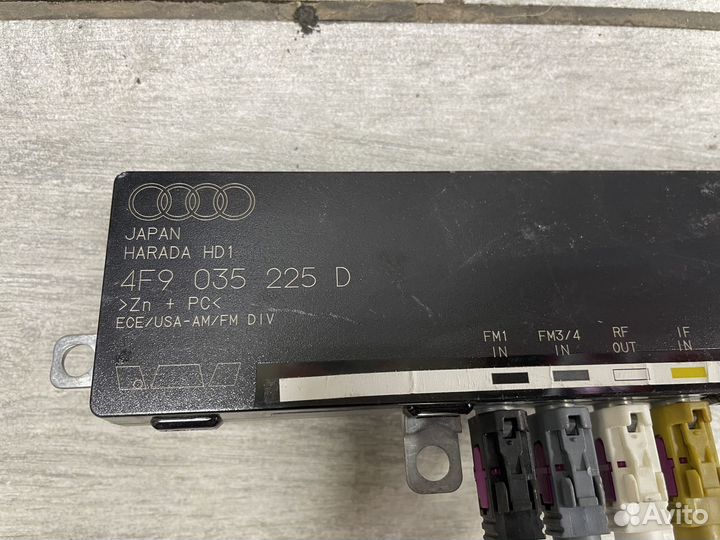 JAPAN
HARADA HD1
4F9 035 225 D
>Zn + PC<
ECE/USA-AM/FM DIV
FM1 IN
FM3/4 IN
RF OUT
IF IN
Avito